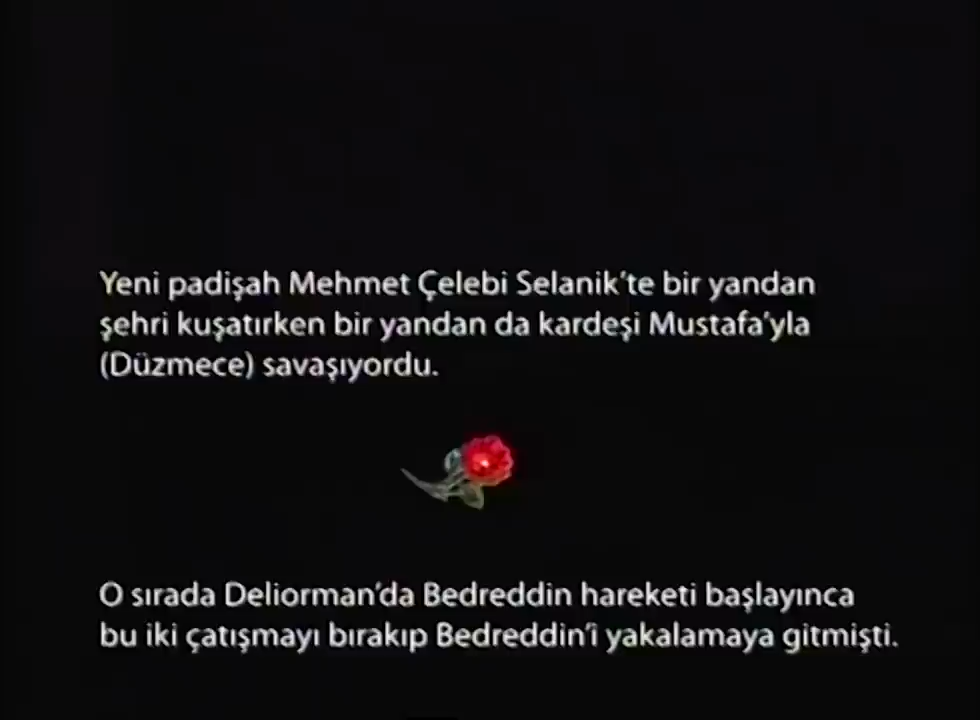 Yeni padişah Mehmet Çelebi Selanik'te bir yandan
şehri kuşatırken bir yandan da kardeşi Mustafa'yla
(Düzmece) savaşıyordu.
O sırada Deliorman'da Bedreddin hareketi başlayınca
bu iki çatışmayı bırakıp Bedreddin'i yakalamaya gitmişti.